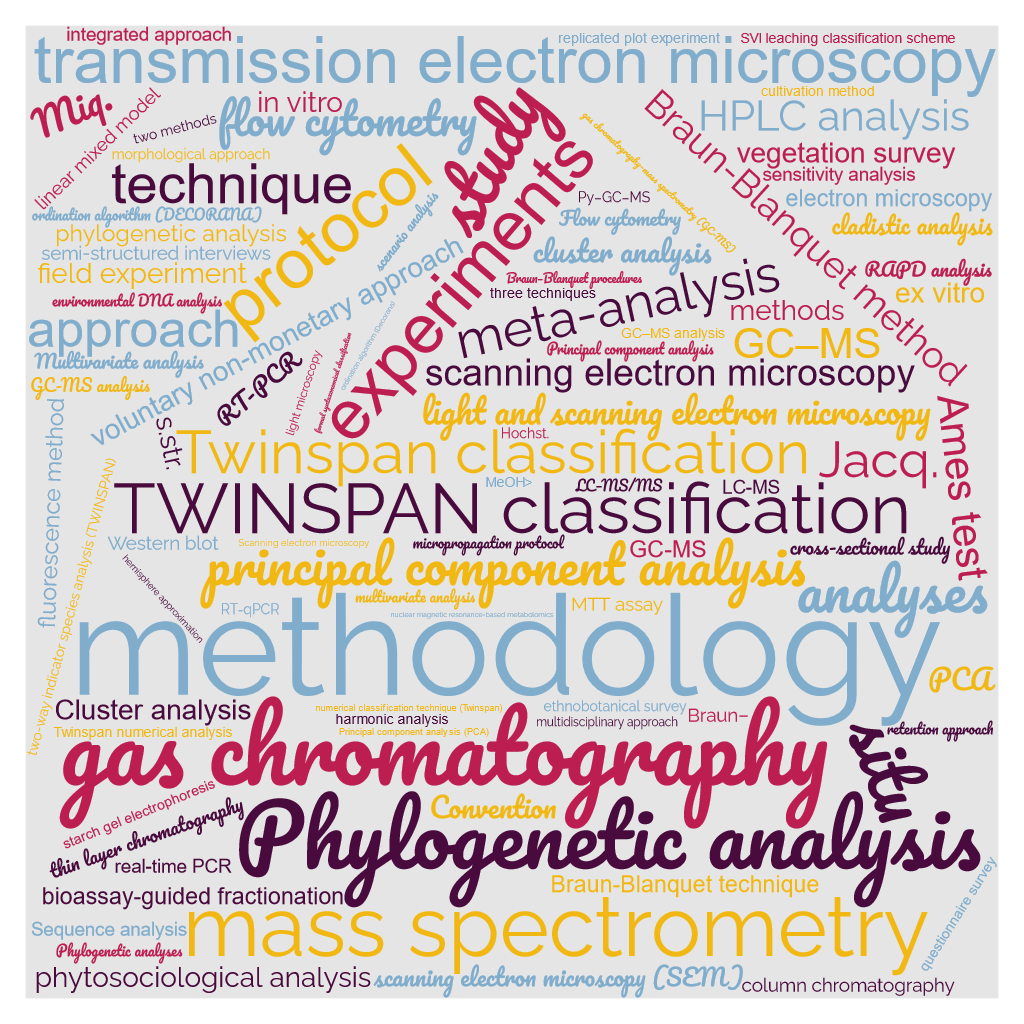 integrated approach
replicated plot experiment
SVI leaching classification scheme
transmission electron microscopy
cultivation method
Miq.
linear mixed model
two methods
in vitro
flow cytometry
study
gas chromatography-mass spectrometry (GC-MS)
Braun-Blanquet method
HPLC analysis
morphological approach
protocol
experiments
vegetation survey
sensitivity analysis
technique
Py–GC–MS
electron microscopy
ordination algorithm (DECORANA)
scenario analysis
Flow cytometry
cladistic analysis
phylogenetic analysis
semi-structured interviews
cluster analysis
field experiment
Braun-Blanquet procedures
RAPD analysis
three techniques
ex vitro
environmental DNA analysis
voluntary non-monetary approach
meta-analysis
methods
approach
ordination algorithm (Decorana)
GC–MS analysis
GC–MS
Principal component analysis
Multivariate analysis
RT-PCR
light microscopy
scanning electron microscopy
GC-MS analysis
fluorescence method
light and scanning electron microscopy
Ames test
s.str.
Hochst.
Twinspan classification
Jacq.
two-way indicator species analysis (TWINSPAN)
MeOH>
LC-MS/MS
LC-MS
TWINSPAN classification
Western blot
Scanning electron microscopy
micropropagation protocol
GC-MS
cross-sectional study
hemisphere approximation
principal component analysis
analyses
multivariate analysis
MTT assay
RT-qPCR
nuclear magnetic resonance-based metabolomics
methodology
PCA
Cluster analysis
numerical classification technique (Twinspan)
ethnobotanical survey
Braun–
harmonic analysis
multidisciplinary approach
Twinspan numerical analysis
Principal component analysis (PCA)
retention approach
gas chromatography
situ
starch gel electrophoresis
thin layer chromatography
Convention
Phylogenetic analysis
real-time PCR
bioassay-guided fractionation
Braun-Blanquet technique
questionnaire survey
Sequence analysis
mass spectrometry
Phylogenetic analyses
phytosociological analysis
scanning electron microscopy (SEM)
column chromatography